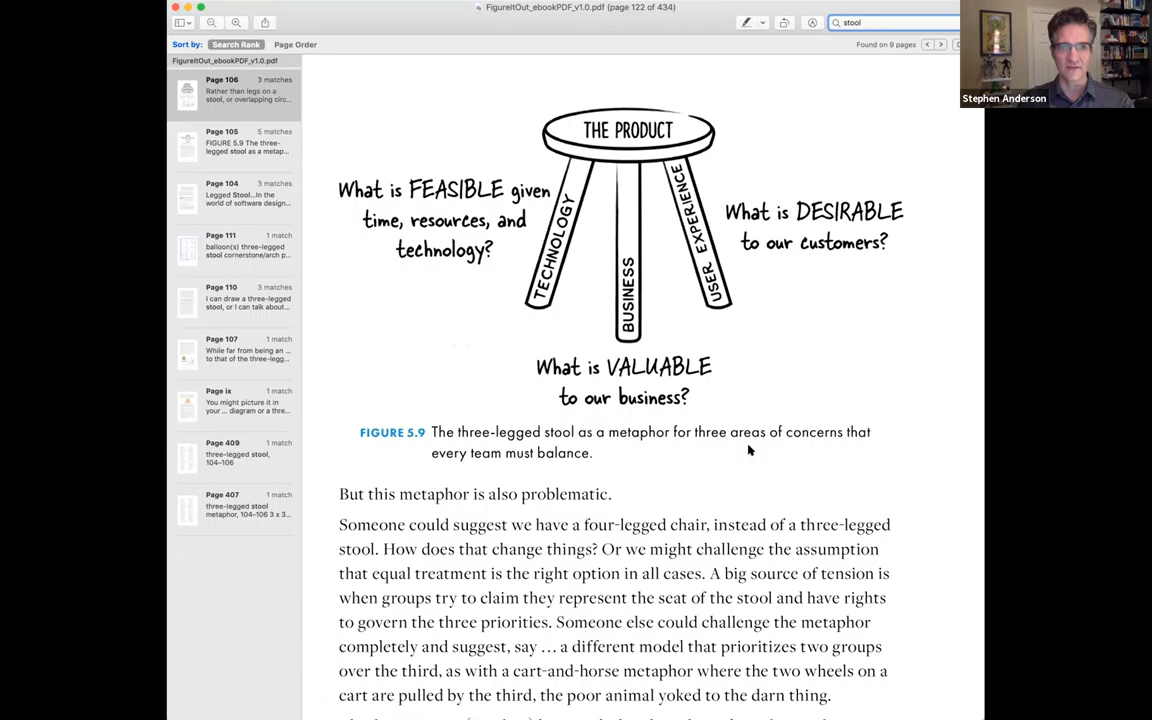 FigureItOut_ebookPDF_v1.0.pdf (page 122 of 434)
stool
Sort by: Search Rank Page Order
Found on 9 pages
FigureItOut_ebookPDF_v1.0.pdf
Page 106 3 matches
Rather than legs on a
stool, or overlapping circ...
Page 105 5 matches
FIGURE 5.9 The three-
legged stool as a metap...
Page 104 3 matches
Legged Stool...In the
world of software design...
Page 111 1 match
balloon(s) three-legged
stool cornerstone/arch p...
Page 110 3 matches
I can draw a three-legged
stool, or I can talk about...
Page 107 1 match
While far from being an ...
to that of the three-legg...
Page ix 1 match
You might picture it in
your ... diagram or a thre...
Page 409 1 match
three-legged stool,
104–106
Page 407 1 match
three-legged stool
metaphor, 104–106 3 x 3...
Stephen Anderson
THE PRODUCT
TECHNOLOGY
BUSINESS
USER EXPERIENCE
What is FEASIBLE given
time, resources, and
technology?
What is DESIRABLE
to our customers?
What is VALUABLE
to our business?
FIGURE 5.9 The three-legged stool as a metaphor for three areas of concerns that
every team must balance.
But this metaphor is also problematic.
Someone could suggest we have a four-legged chair, instead of a three-legged
stool. How does that change things? Or we might challenge the assumption
that equal treatment is the right option in all cases. A big source of tension is
when groups try to claim they represent the seat of the stool and have rights
to govern the three priorities. Someone else could challenge the metaphor
completely and suggest, say … a different model that prioritizes two groups
over the third, as with a cart-and-horse metaphor where the two wheels on a
cart are pulled by the third, the poor animal yoked to the darn thing.